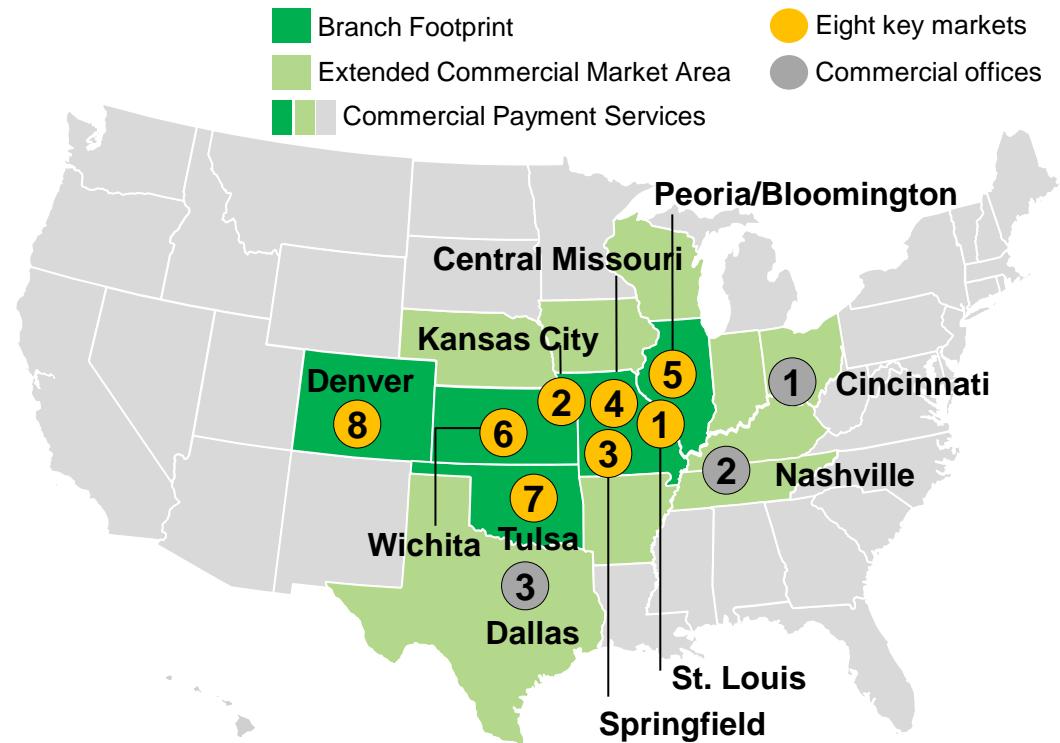 Branch Footprint
Eight key markets
Extended Commercial Market Area
Commercial offices
Commercial Payment Services
Peoria/Bloomington
Central Missouri
Kansas City
Denver
5
1
Cincinnati
2
4
8
6
1
3
2
Nashville
7
Wichita
Tulsa
3
Dallas
St. Louis
Springfield